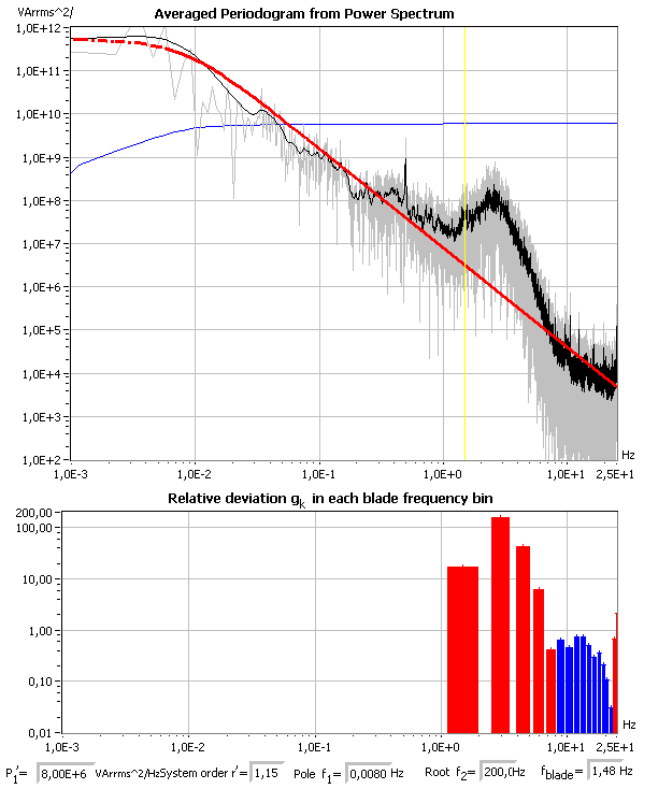 VArrms^2/ Averaged Periodogram from Power Spectrum
1,0E+12
1,0E+11
1,0E+10
1,0E+9
1,0E+8
1,0E+7
1,0E+6
1,0E+5
1,0E+4
1,0E+3
1,0E+2
Hz
1,0E-3 1,0E-2 1,0E-1 1,0E+0 1,0E+1 2,5E+1
Relative deviation gk in each blade frequency bin
200,00
100,00
10,00
1,00
0,10
0,01
Hz
1,0E-3 1,0E-2 1,0E-1 1,0E+0 1,0E+1 2,5E+1
P1'= 8,00E+6 VArrms^2/HzSystem order r'= 1,15 Pole f1= 0,0080 Hz Root f2= 200,0Hz fblade= 1,48 Hz